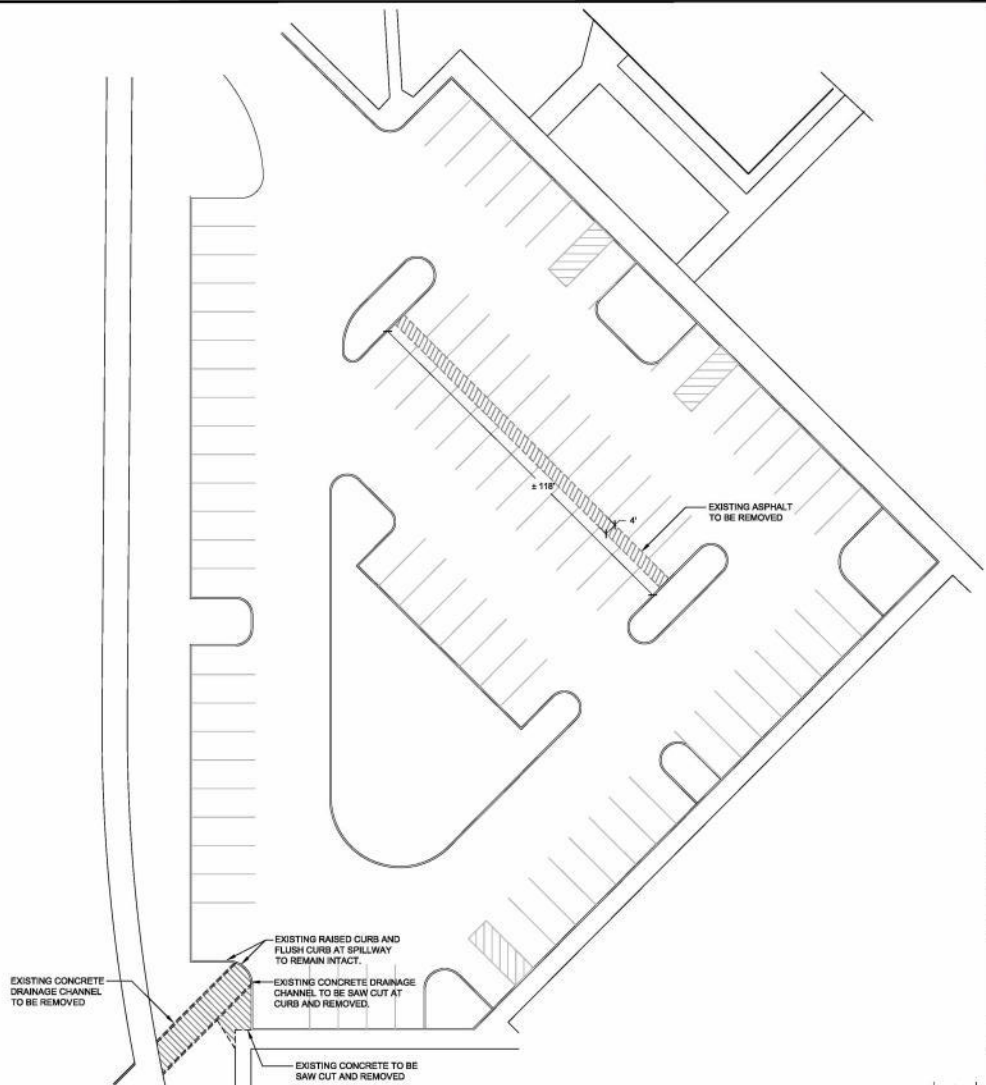 ± 118'
4'
EXISTING ASPHALT
TO BE REMOVED
EXISTING RAISED CURB AND
FLUSH CURB AT SPILLWAY
TO REMAIN INTACT.
EXISTING CONCRETE
DRAINAGE CHANNEL
TO BE REMOVED
EXISTING CONCRETE DRAINAGE
CHANNEL TO BE SAW CUT AT
CURB AND REMOVED.
EXISTING CONCRETE TO BE
SAW CUT AND REMOVED